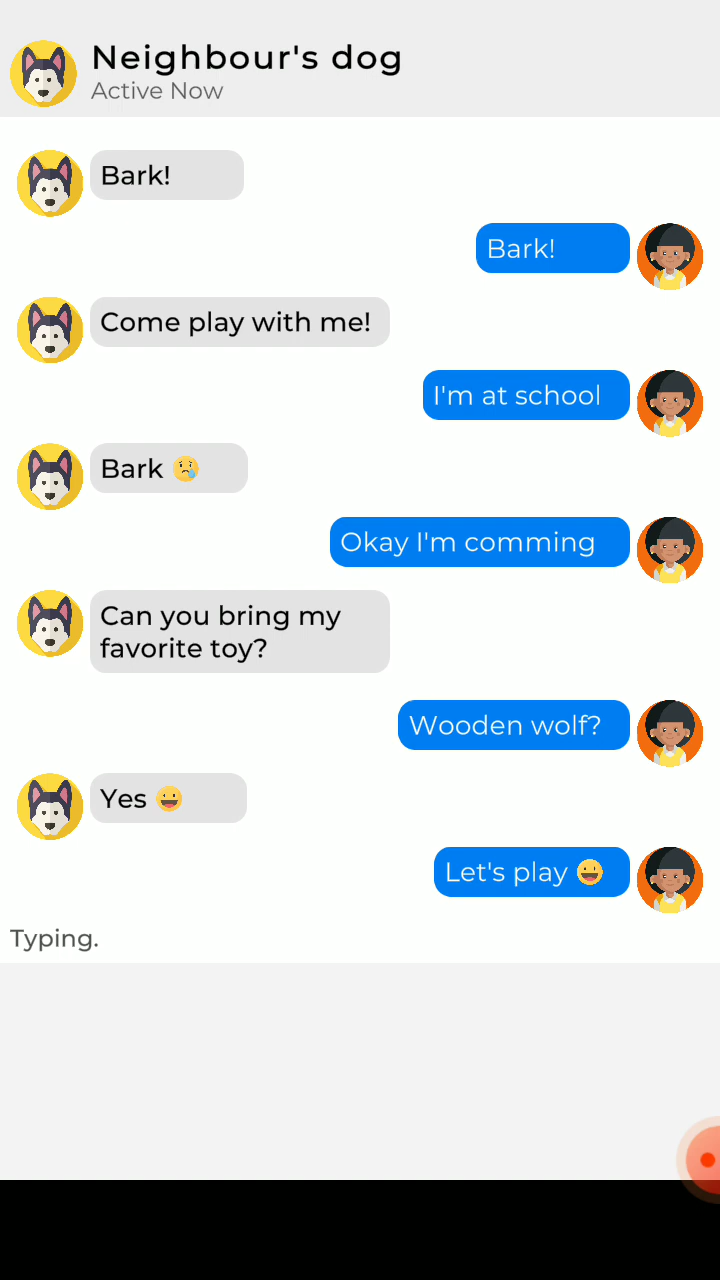 Neighbour's dog
Active Now
Bark!
Bark!
Come play with me!
I'm at school
Bark 😢
Okay I'm comming
Can you bring my
favorite toy?
Wooden wolf?
Yes 😀
Let's play 😀
Typing.